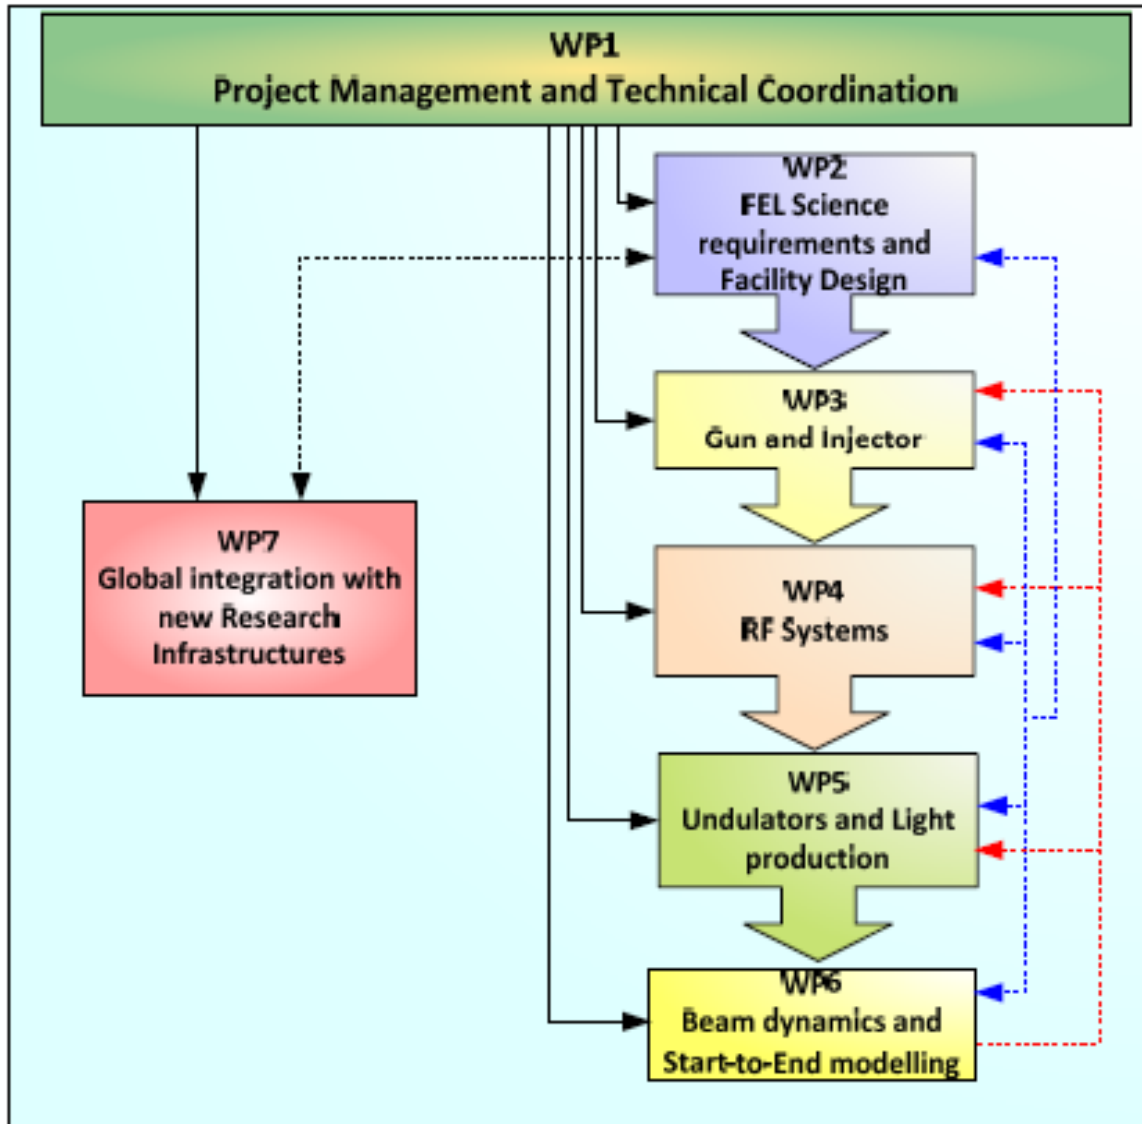 WP1
Project Management and Technical Coordination
WP2
FEL Science
requirements and
Facility Design
WP3
Gun and Injector
WP4
RF Systems
WP7
Global integration with
new Research
Infrastructures
WP5
Undulators and Light
production
WP6
Beam dynamics and
Start-to-End modelling